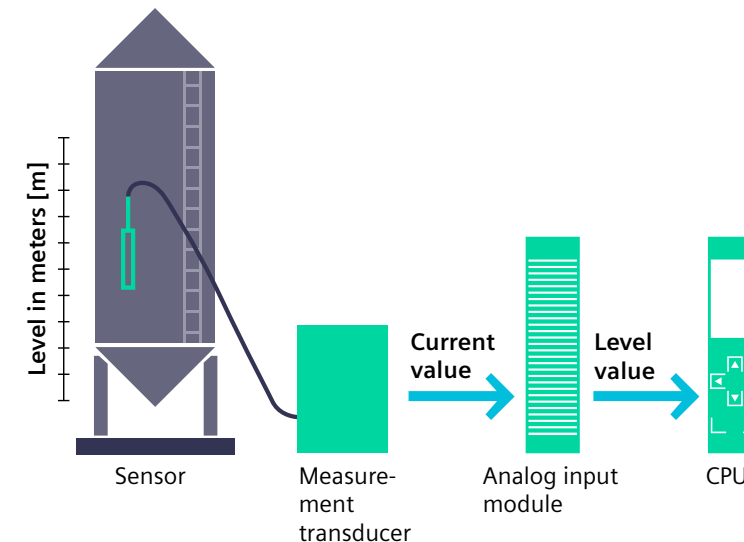 Level in meters [m]
Current
value
Level
value
Sensor
Measure-
ment
transducer
Analog input
module
CPU